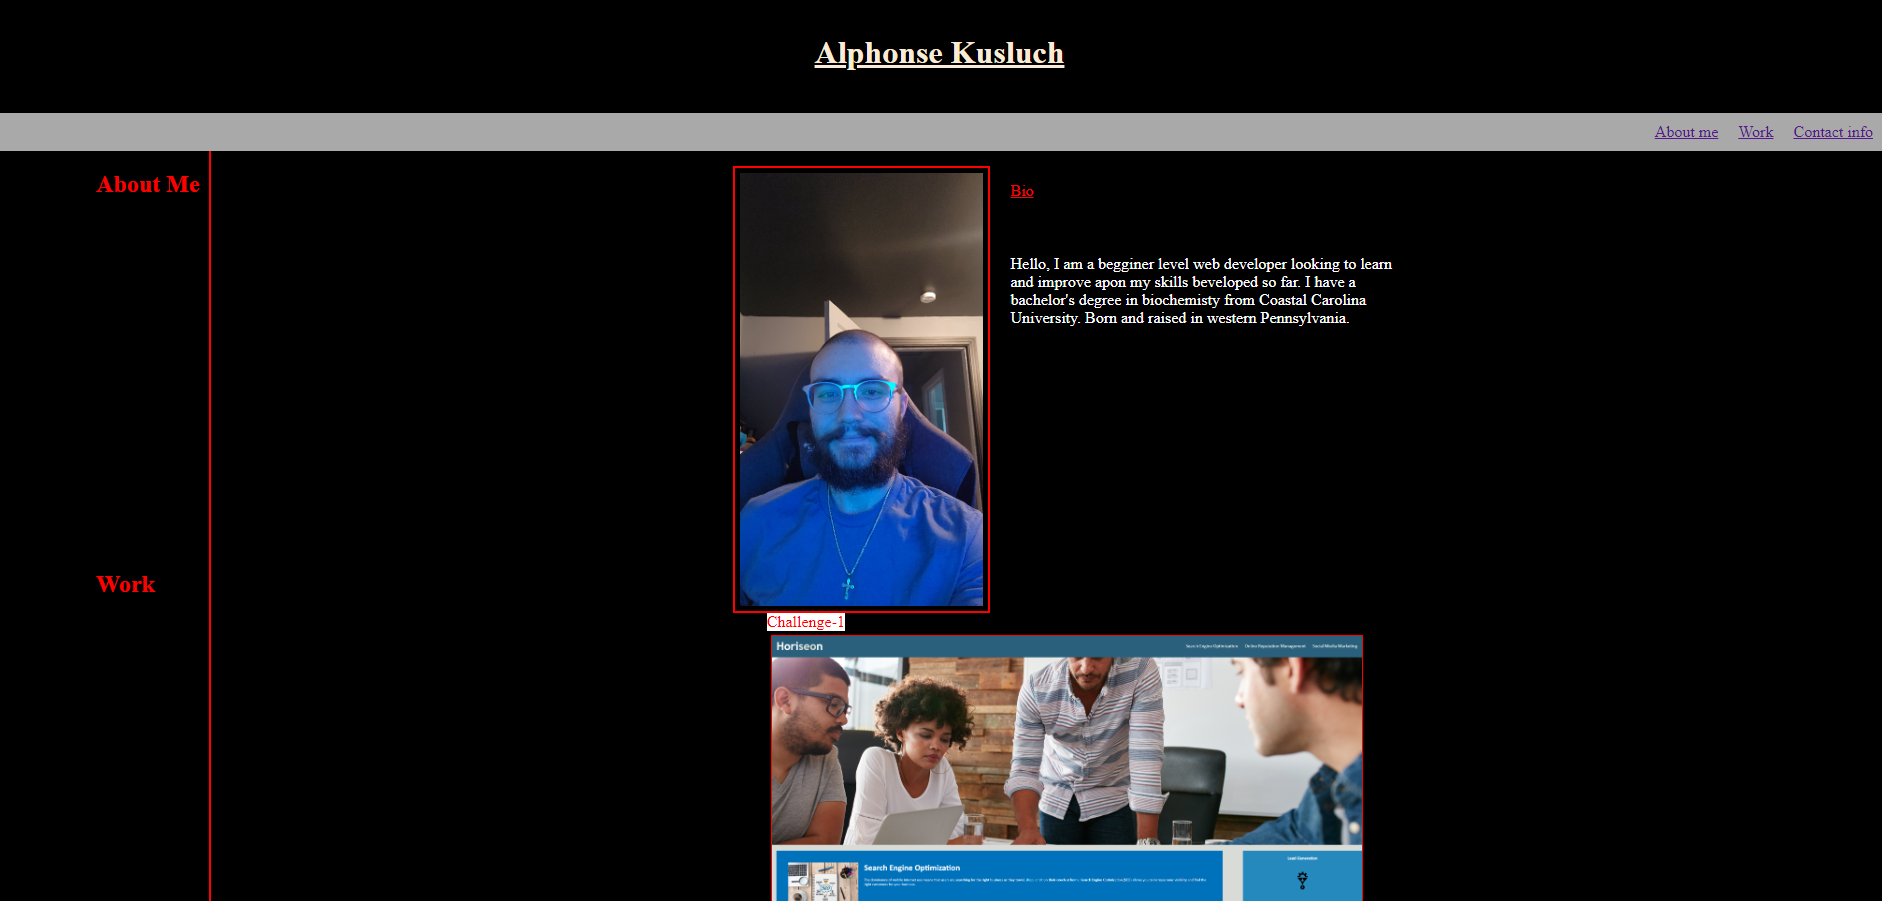 Alphonse Kusluch
About me Work Contact info
About Me
Bio
Hello, I am a begginer level web developer looking to learn
and improve apon my skills beveloped so far. I have a
bachelor's degree in biochemisty from Coastal Carolina
University. Born and raised in western Pennsylvania.
Work
Challenge-1
Horiseon
Search Engine Optimization Online Reputation Management Social Media Marketing
Search Engine Optimization
Lead Generation